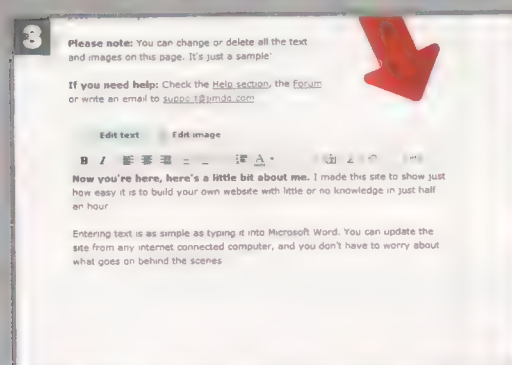 3
Please note: You can change or delete all the text
and images on this page. It's just a sample!
If you need help: Check the Help section, the Forum
or write an email to support@jimdo.com
Edit text Edit image
B I A
Now you're here, here's a little bit about me. I made this site to show just
how easy it is to build your own website with little or no knowledge in just half
an hour
Entering text is as simple as typing it into Microsoft Word. You can update the
site from any internet connected computer, and you don't have to worry about
what goes on behind the scenes